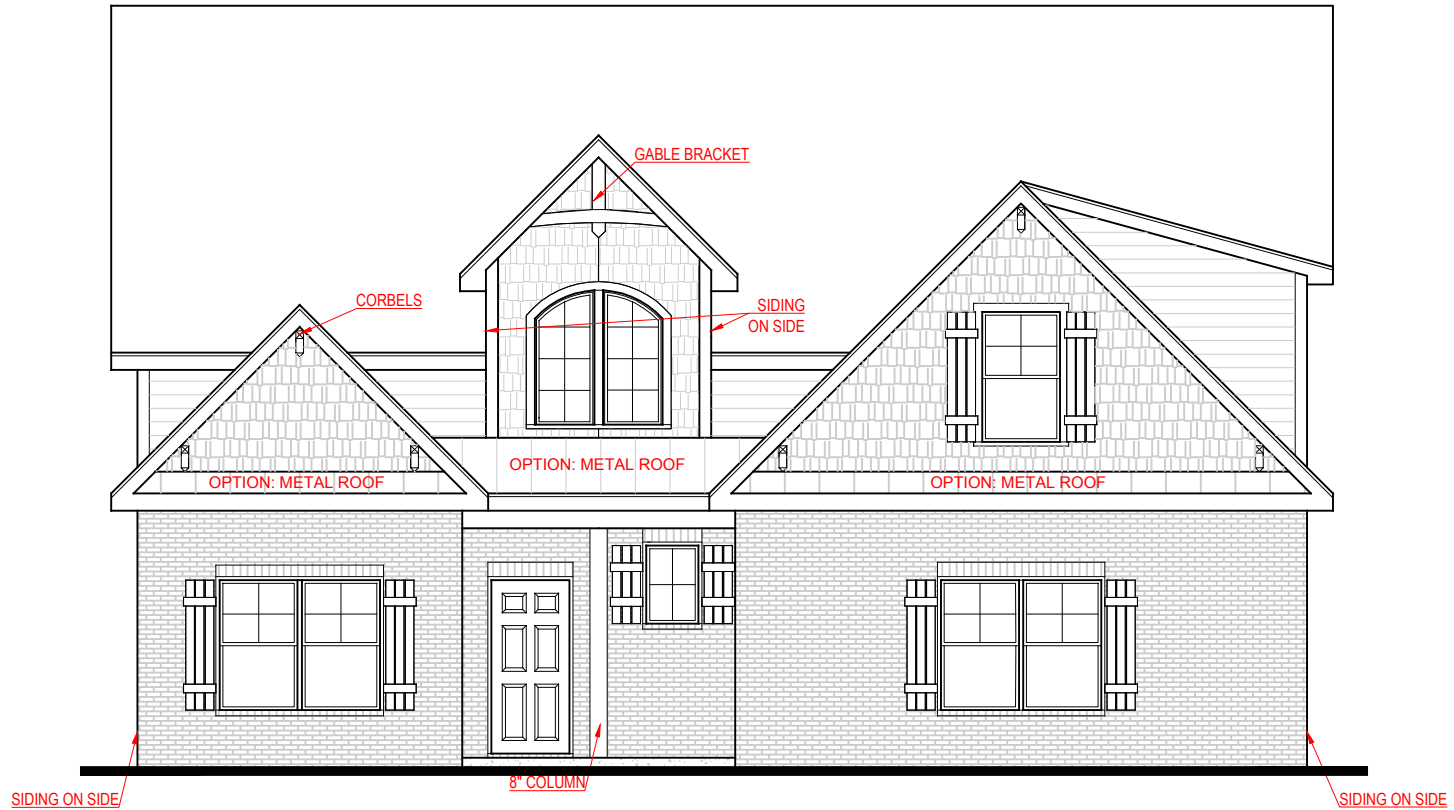 GABLE BRACKET
CORBELS
SIDING
ON SIDE
OPTION: METAL ROOF
OPTION: METAL ROOF
OPTION: METAL ROOF
8" COLUMN
SIDING ON SIDE
SIDING ON SIDE